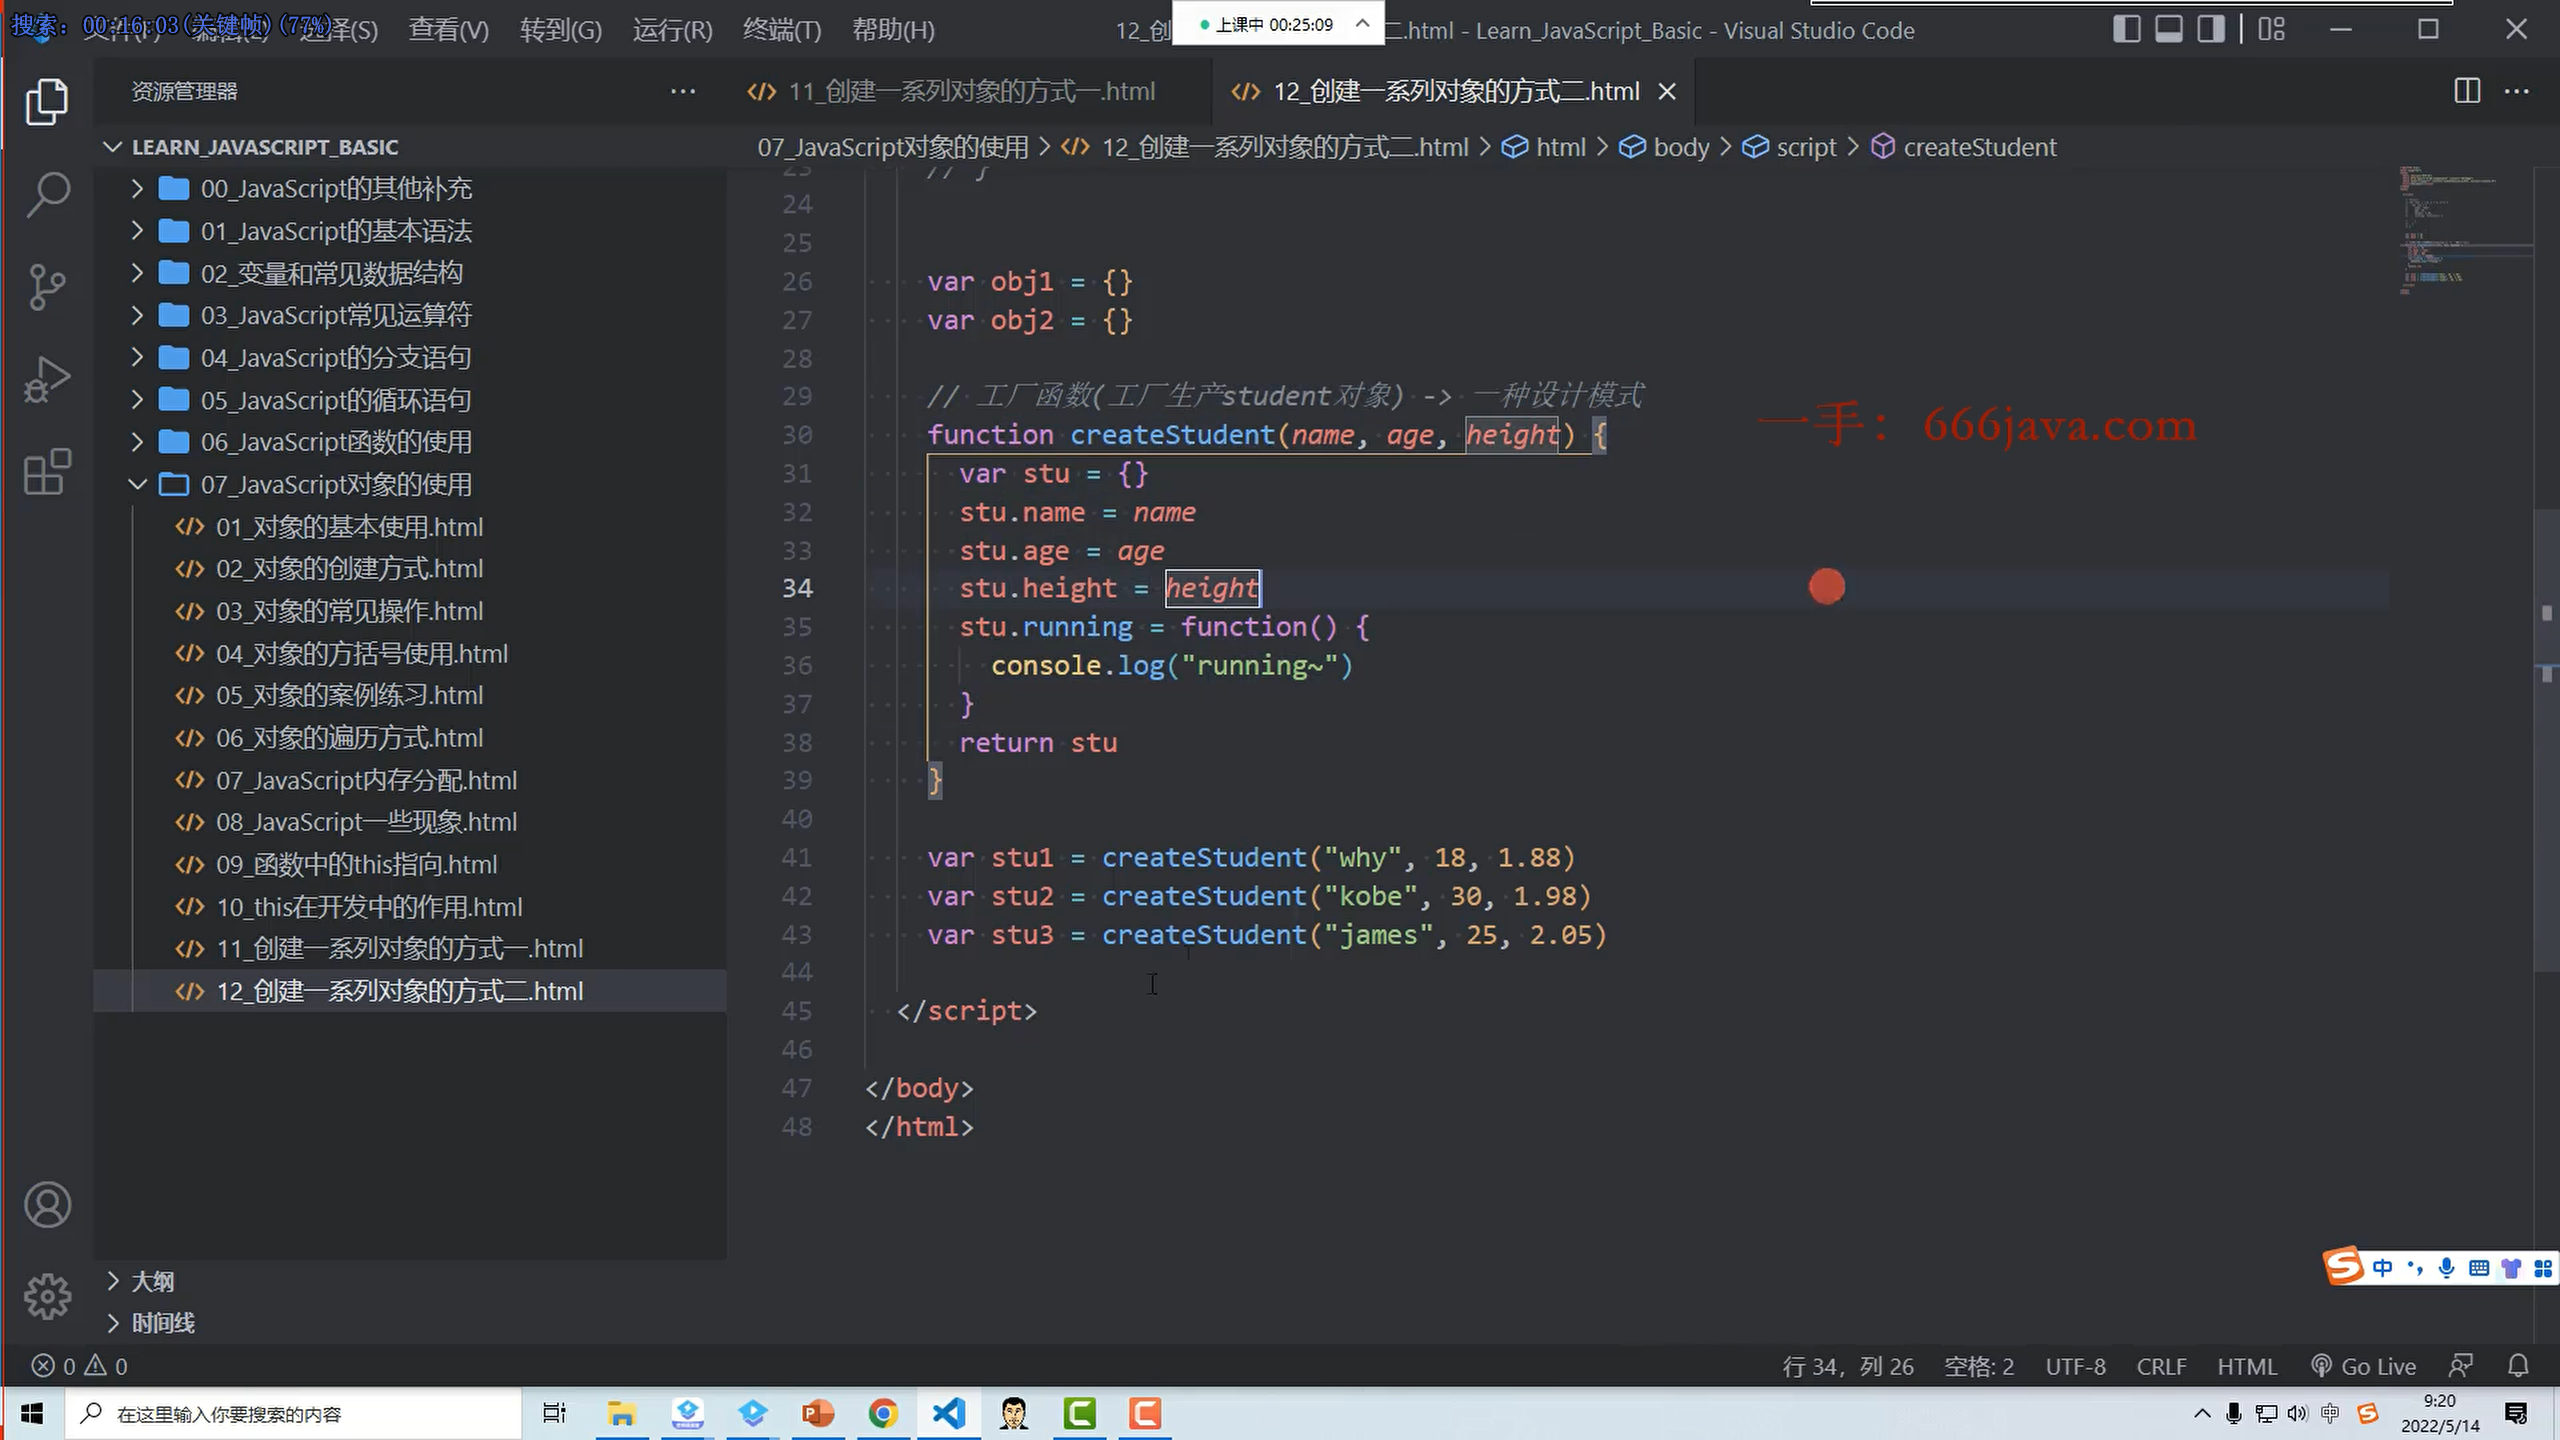 搜索: 00:16:03(关键帧)(77%)
选择(S) 查看(V) 转到(G) 运行(R) 终端(T) 帮助(H)
上课中 00:25:09
二.html - Learn_JavaScript_Basic - Visual Studio Code
资源管理器
11_创建一系列对象的方式一.html
12_创建一系列对象的方式二.html
LEARN_JAVASCRIPT_BASIC
07_JavaScript对象的使用 > 12_创建一系列对象的方式二.html > html > body > script > createStudent
00_JavaScript的其他补充
01_JavaScript的基本语法
02_变量和常见数据结构
03_JavaScript常见运算符
04_JavaScript的分支语句
05_JavaScript的循环语句
06_JavaScript函数的使用
07_JavaScript对象的使用
01_对象的基本使用.html
02_对象的创建方式.html
03_对象的常见操作.html
04_对象的方括号使用.html
05_对象的案例练习.html
06_对象的遍历方式.html
07_JavaScript内存分配.html
08_JavaScript一些现象.html
09_函数中的this指向.html
10_this在开发中的作用.html
11_创建一系列对象的方式一.html
12_创建一系列对象的方式二.html
大纲
时间线
23 // }
24
25
26 var obj1 = {}
27 var obj2 = {}
28
29 // 工厂函数(工厂生产student对象) -> 一种设计模式
30 function createStudent(name, age, height) {
31 var stu = {}
32 stu.name = name
33 stu.age = age
34 stu.height = height
35 stu.running = function() {
36 console.log("running~")
37 }
38 return stu
39 }
40
41 var stu1 = createStudent("why", 18, 1.88)
42 var stu2 = createStudent("kobe", 30, 1.98)
43 var stu3 = createStudent("james", 25, 2.05)
44
45 </script>
46
47 </body>
48 </html>
一手：666java.com
中
0 0
行 34，列 26 空格: 2 UTF-8 CRLF HTML Go Live
在这里输入你要搜索的内容
中
9:20
2022/5/14